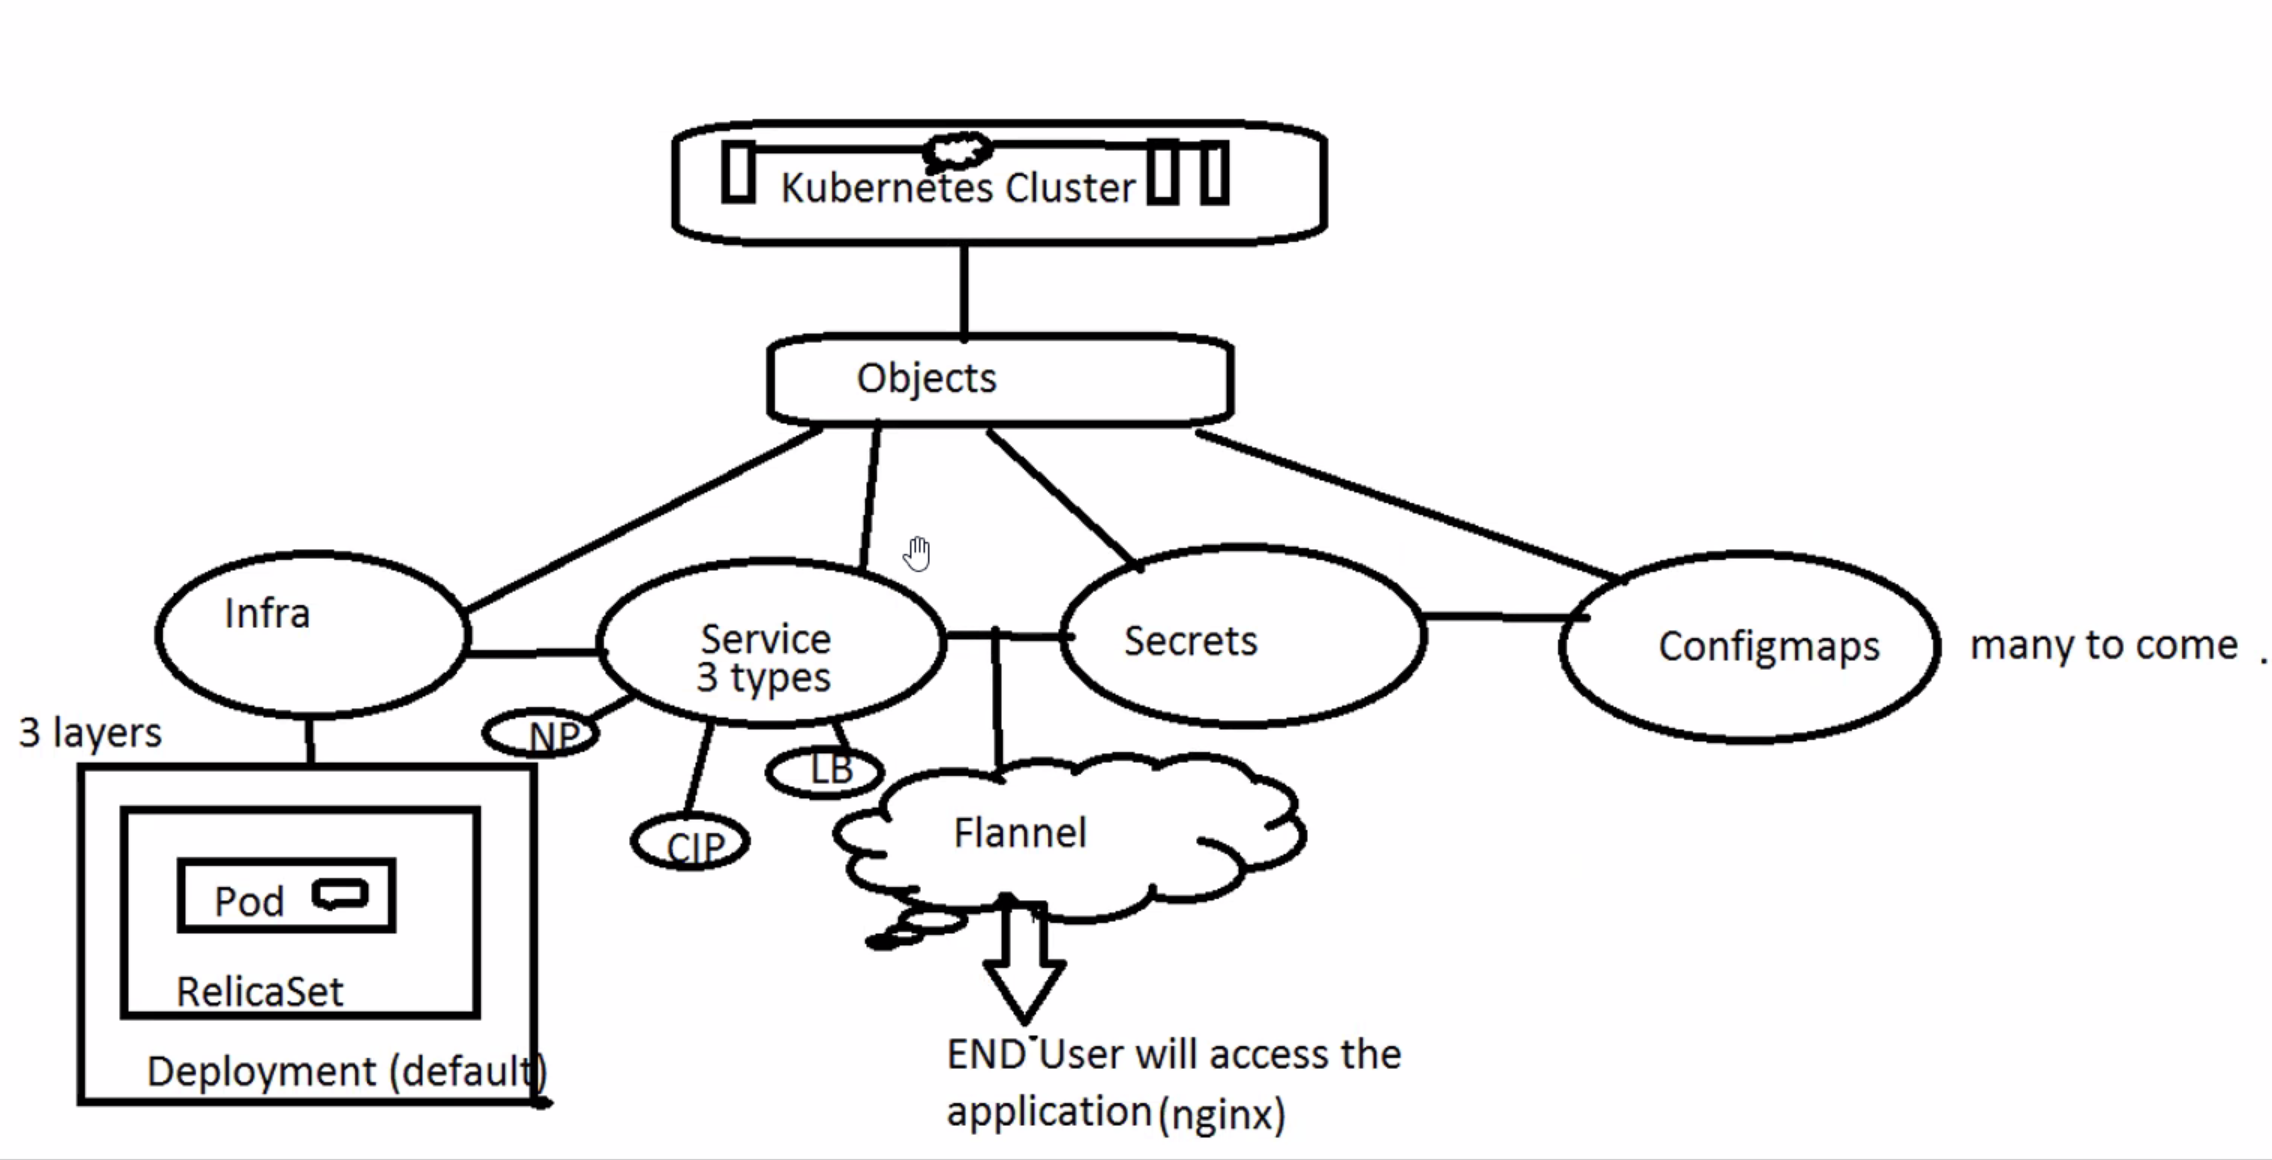 Kubernetes Cluster
Objects
Infra
Service
3 types
Secrets
Configmaps
many to come .
3 layers
NP
LB
CIP
Flannel
Pod
RelicaSet
Deployment (default)
END User will access the
application (nginx)